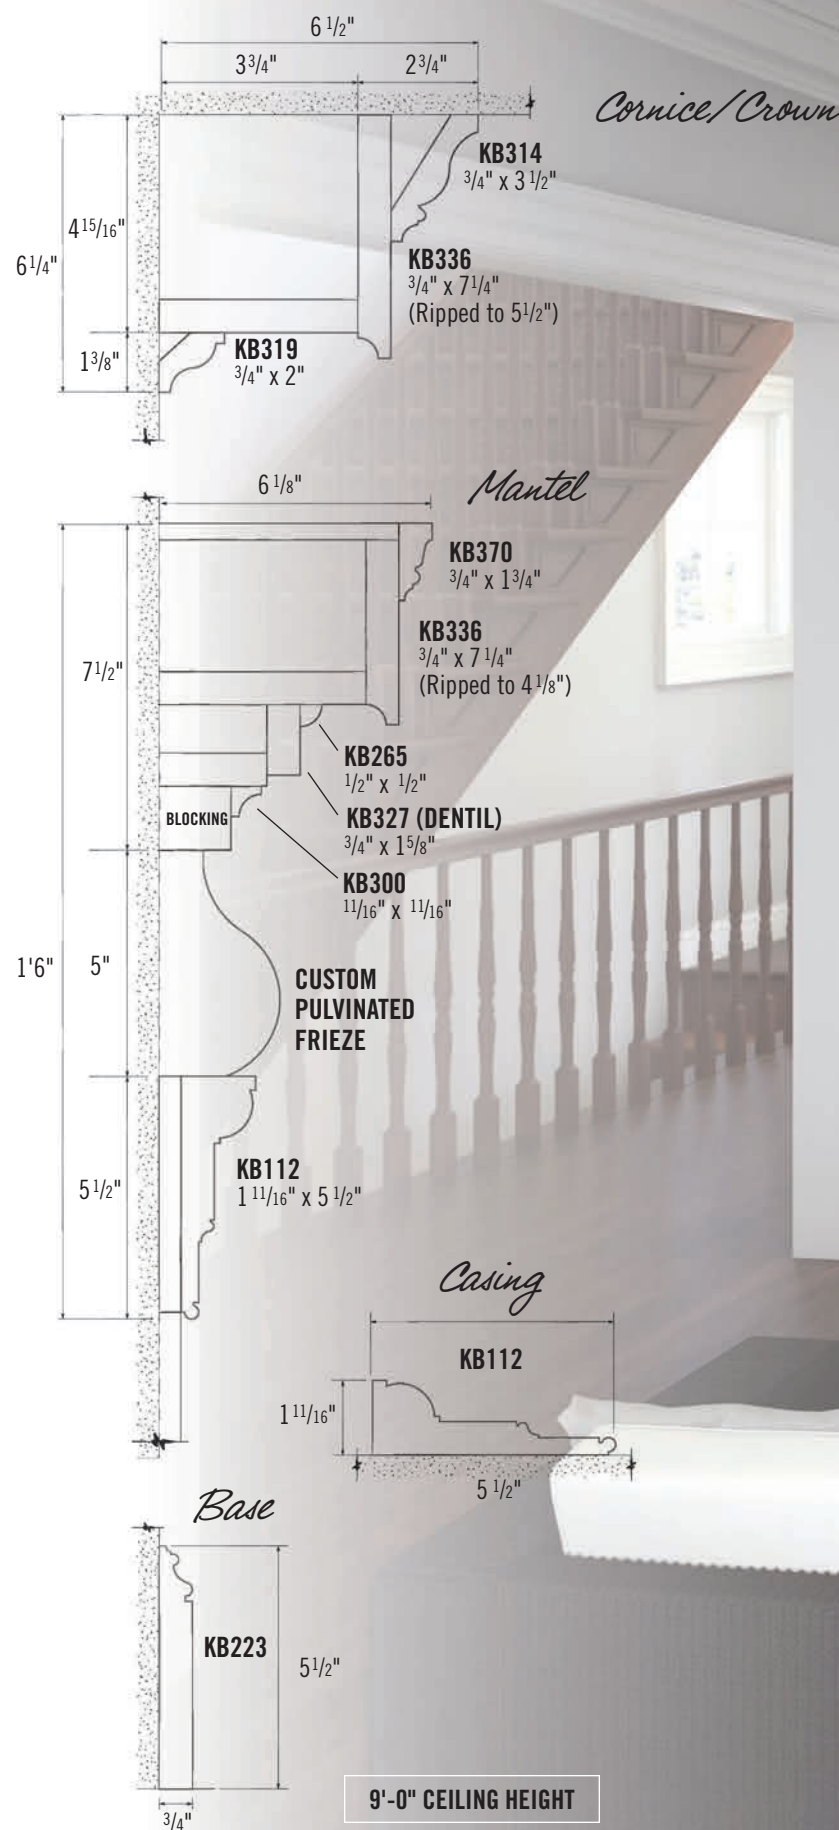 6 1/2"
3 3/4"
2 3/4"
Cornice/Crown
KB314
3/4" x 3 1/2"
4 15/16"
6 1/4"
KB336
3/4" x 7 1/4"
(Ripped to 5 1/2")
1 3/8"
KB319
3/4" x 2"
6 1/8"
Mantel
KB370
3/4" x 1 3/4"
KB336
3/4" x 7 1/4"
(Ripped to 4 1/8")
7 1/2"
KB265
1/2" x 1/2"
BLOCKING
KB327 (DENTIL)
3/4" x 1 5/8"
KB300
11/16" x 11/16"
1'6"
5"
CUSTOM
PULVINATED
FRIEZE
5 1/2"
KB112
1 11/16" x 5 1/2"
Casing
KB112
1 11/16"
5 1/2"
Base
KB223
5 1/2"
3/4"
9'-0" CEILING HEIGHT